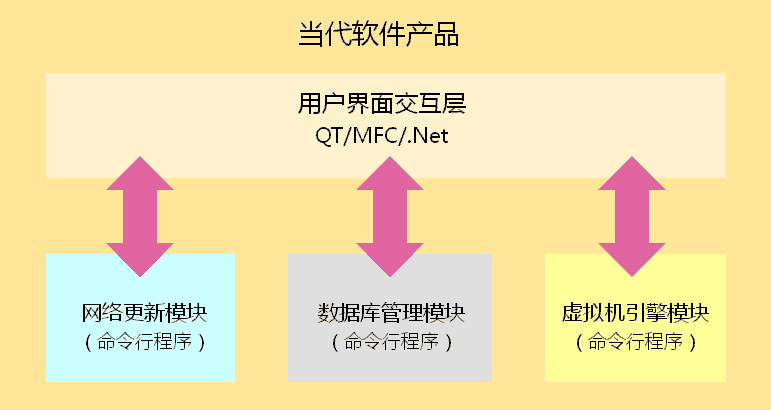 当代软件产品
用户界面交互层
QT/MFC/.Net
网络更新模块
（命令行程序）
数据库管理模块
（命令行程序）
虚拟机引擎模块
（命令行程序）